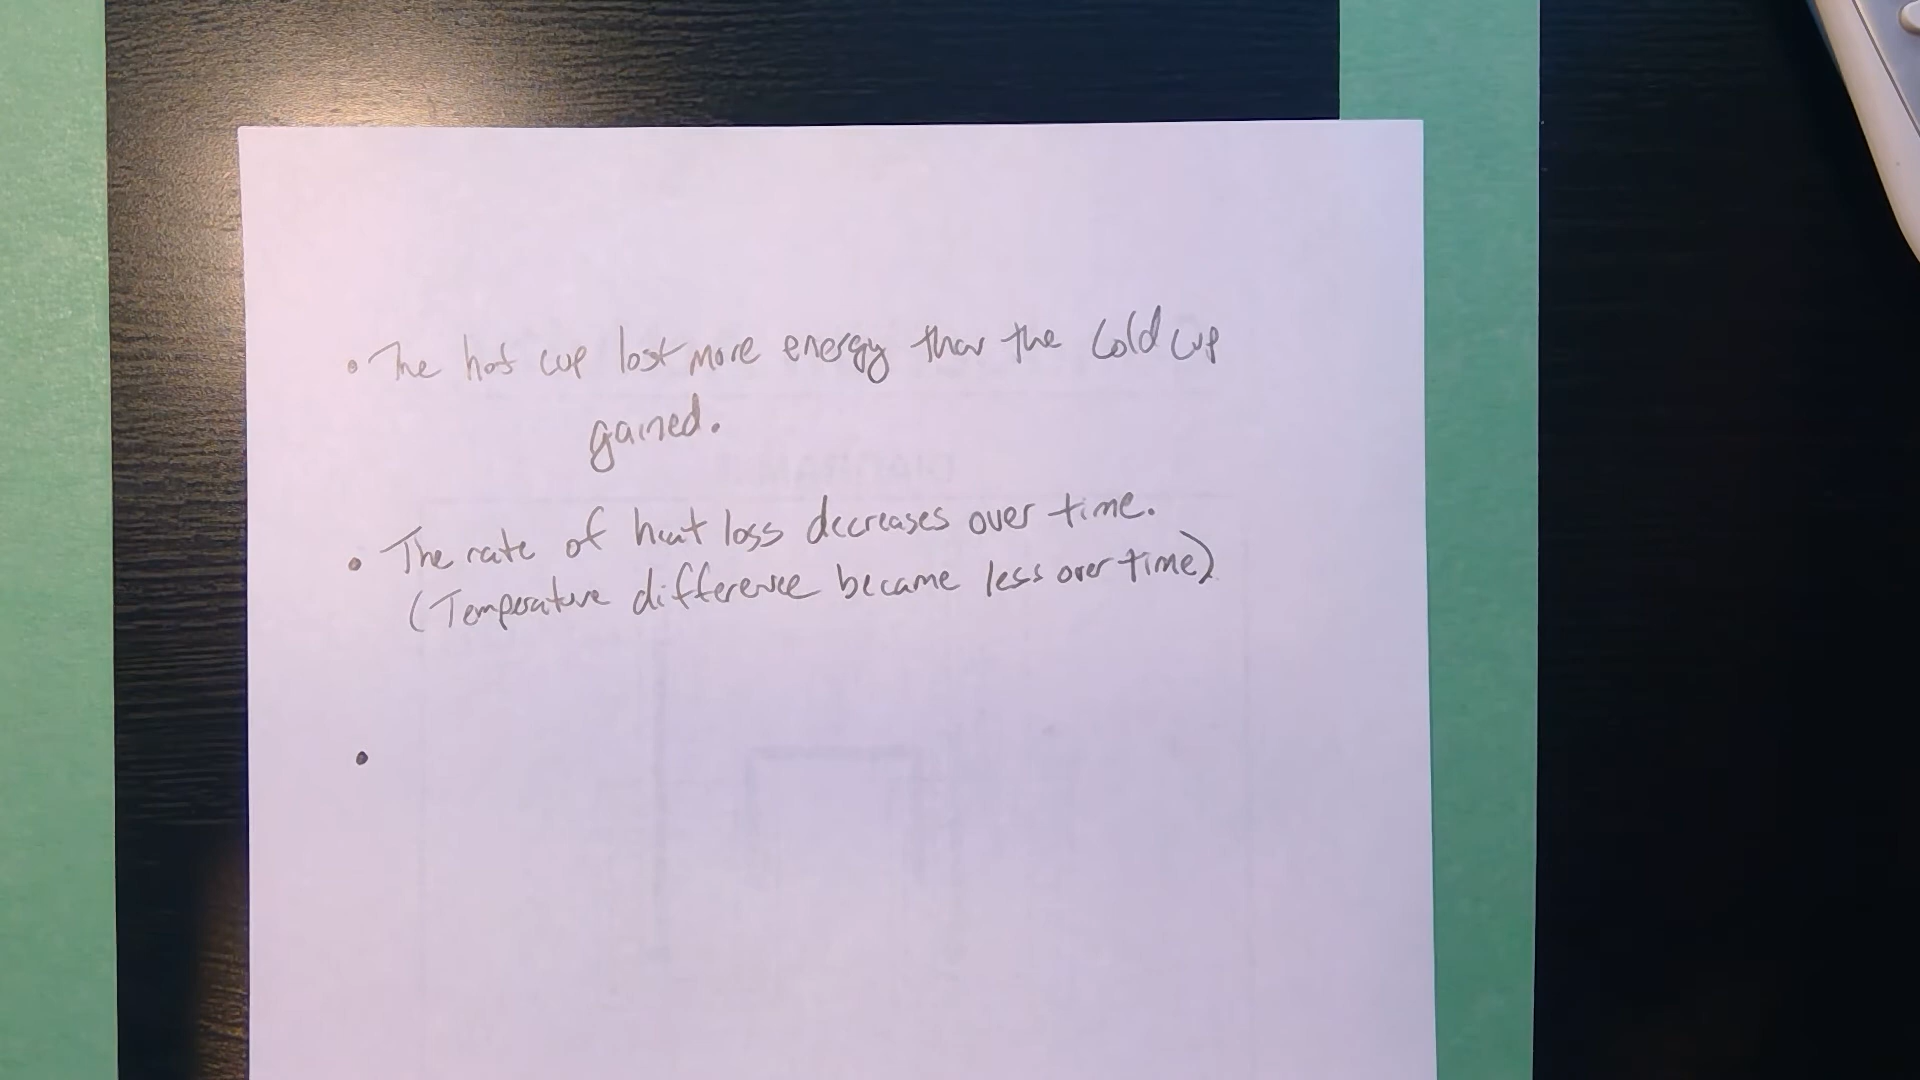 • The hot cup lost more energy than the cold cup
gained.
• The rate of heat loss decreases over time.
(Temperature difference became less over time)
•